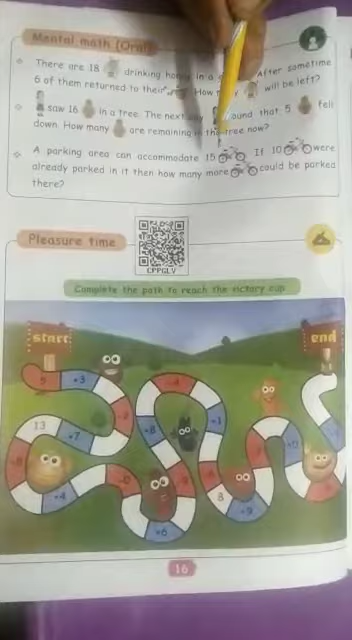 Mental math (Oral)
There are 18 drinking honey in a After sometime
6 of them returned to their How will be left?
saw 16 in a tree. The next found that 5 fell
down. How many are remaining in the tree now?
A parking area can accommodate 15 If 10 were
already parked in it then how many more could be parked
there?
Pleasure time
CPPGLV
Complete the path to reach the victory cup
start
end
5
+3
13
+7
+8
+1
8
+6
16